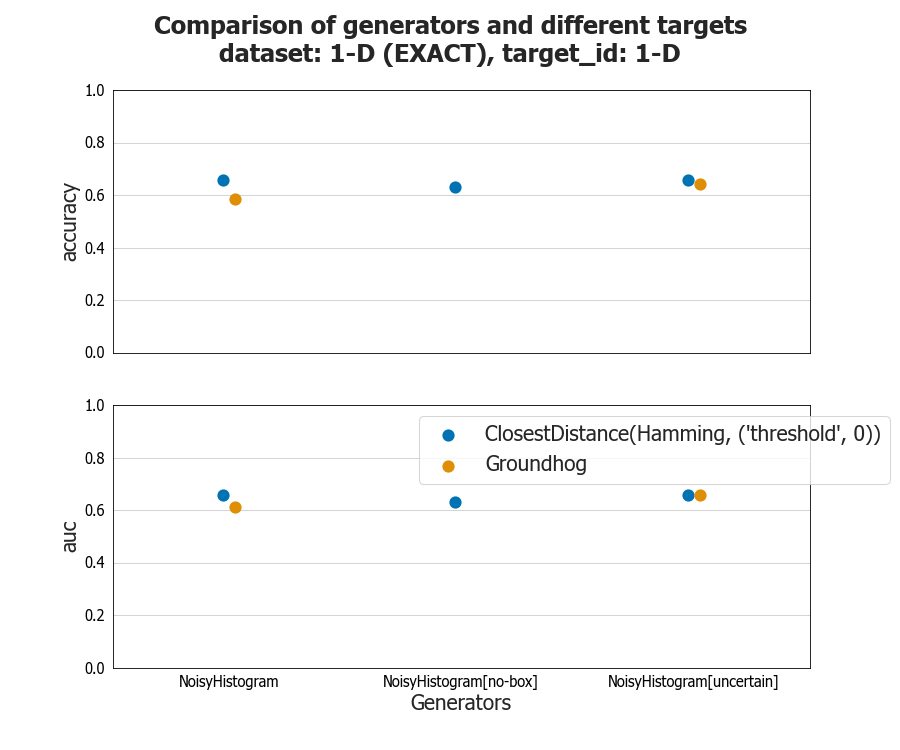 Comparison of generators and different targets
dataset: 1-D (EXACT), target_id: 1-D
1.0
0.8
0.6
0.4
0.2
0.0
accuracy
1.0
0.8
0.6
0.4
0.2
0.0
auc
ClosestDistance(Hamming, ('threshold', 0))
Groundhog
NoisyHistogram NoisyHistogram[no-box] NoisyHistogram[uncertain]
Generators